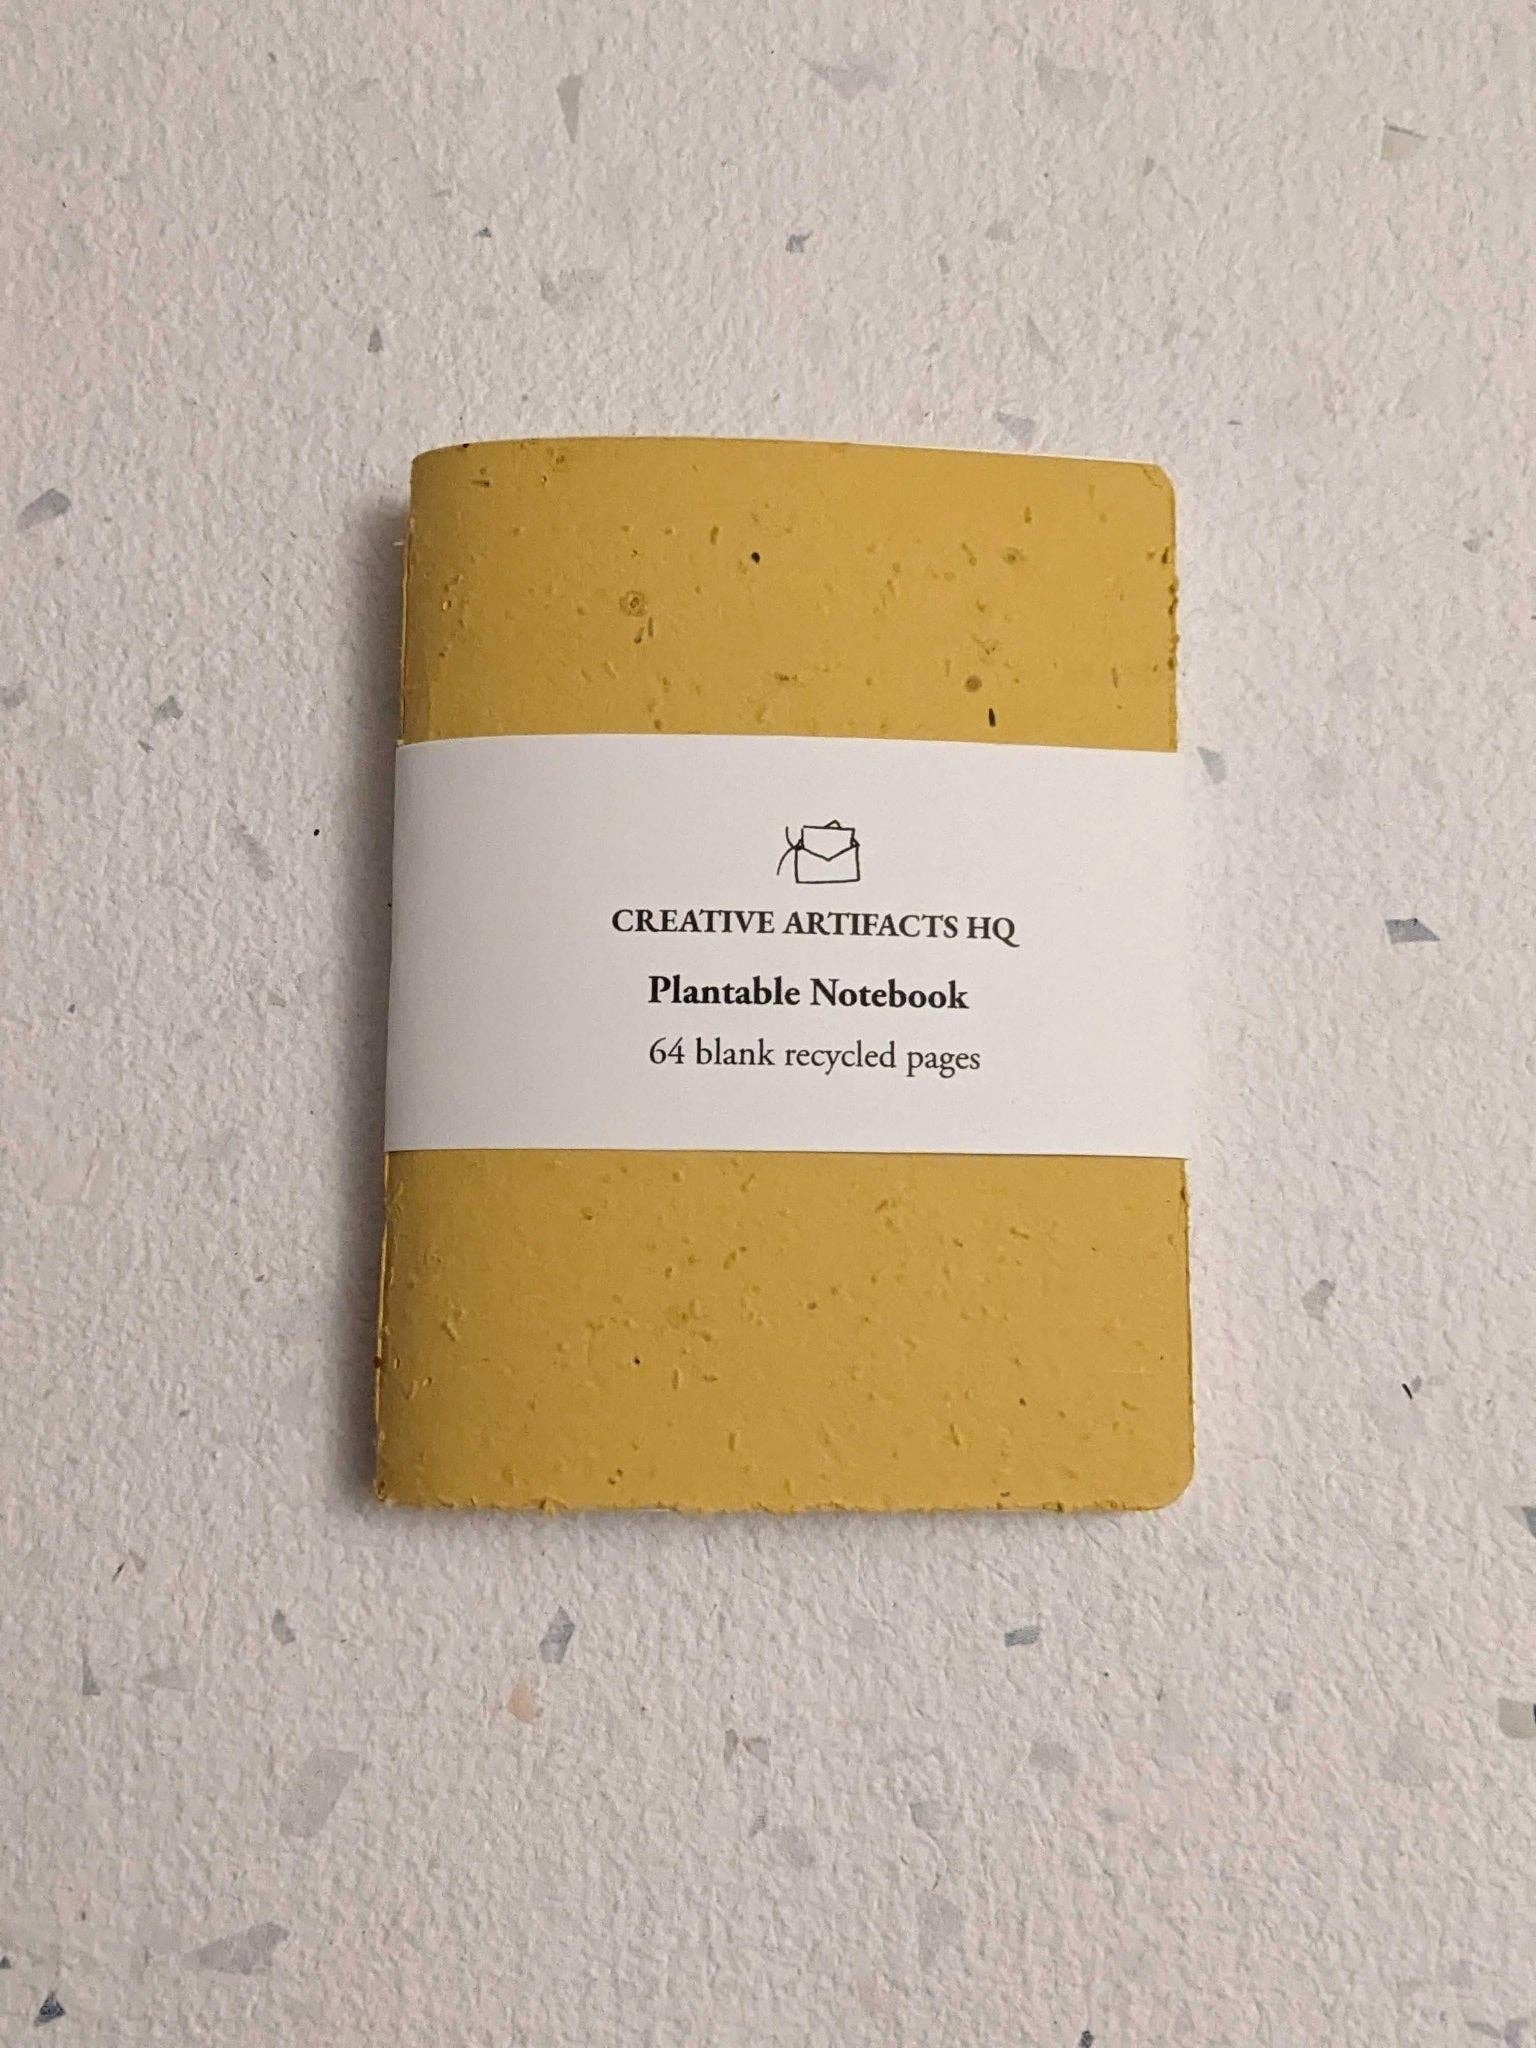 CREATIVE ARTIFACTS HQ
Plantable Notebook
64 blank recycled pages